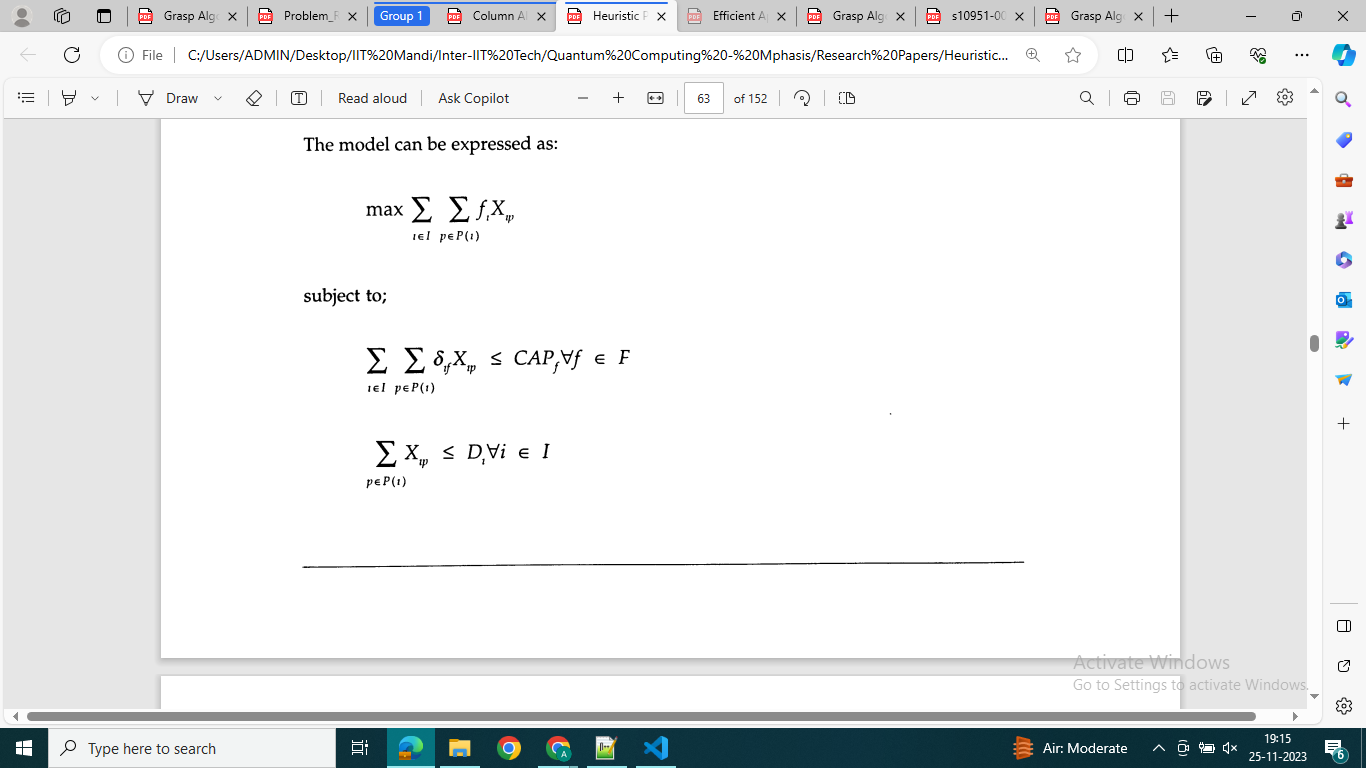 Grasp Alg
Problem_
Group 1
Column A
Heuristic P
Efficient A
Grasp Alg
s10951-00
Grasp Alg
File
C:/Users/ADMIN/Desktop/IIT%20Mandi/Inter-IIT%20Tech/Quantum%20Computing%20-%20Mphasis/Research%20Papers/Heuristic...
Draw
Read aloud
Ask Copilot
63
of 152
The model can be expressed as:
max ∑ ∑ fᵢXᵢₚ
i∈I p∈P(i)
subject to;
∑ ∑ δ_if X_ip ≤ CAP_f ∀f ∈ F
i∈I p∈P(i)
∑ X_ip ≤ D_i ∀i ∈ I
p∈P(i)
Activate Windows
Go to Settings to activate Windows.
Type here to search
Air: Moderate
19:15
25-11-2023
6